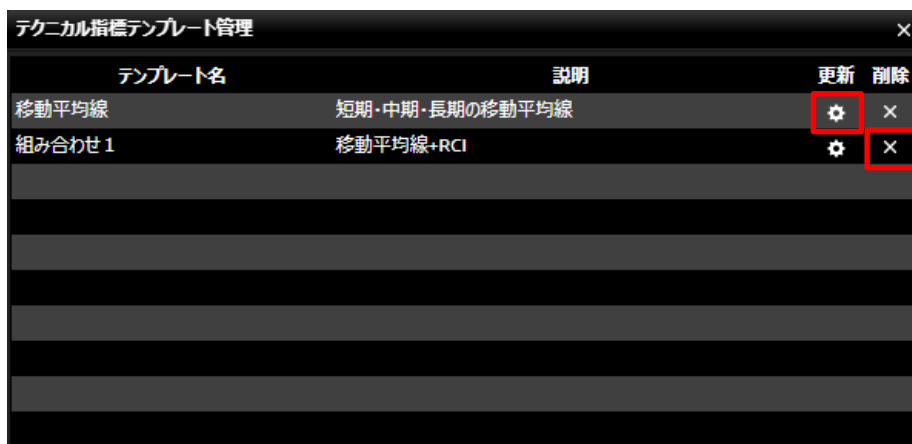 テクニカル指標テンプレート管理 ×
テンプレート名 説明 更新 削除
移動平均線 短期・中期・長期の移動平均線 ×
組み合わせ1 移動平均線+RCI ×